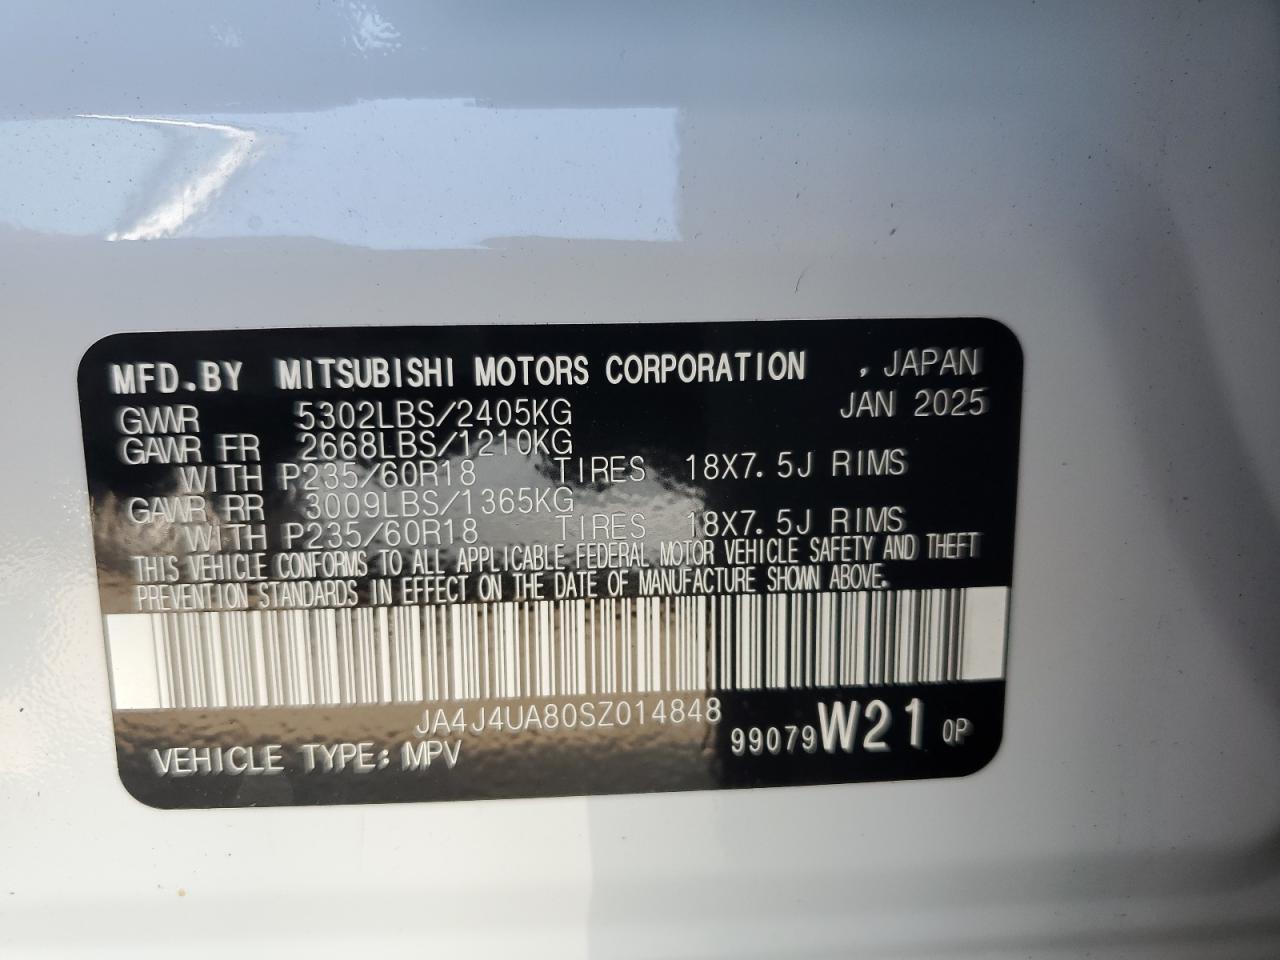 MFD.BY MITSUBISHI MOTORS CORPORATION , JAPAN
GVWR 5302LBS/2405KG JAN 2025
GAWR FR 2668LBS/1210KG
WITH P235/60R18 TIRES 18X7.5J RIMS
GAWR RR 3009LBS/1365KG
WITH P235/60R18 TIRES 18X7.5J RIMS
THIS VEHICLE CONFORMS TO ALL APPLICABLE FEDERAL MOTOR VEHICLE SAFETY AND THEFT
PREVENTION STANDARDS IN EFFECT ON THE DATE OF MANUFACTURE SHOWN ABOVE.
JA4J4UA80SZ014848
VEHICLE TYPE: MPV 99079W21 0P